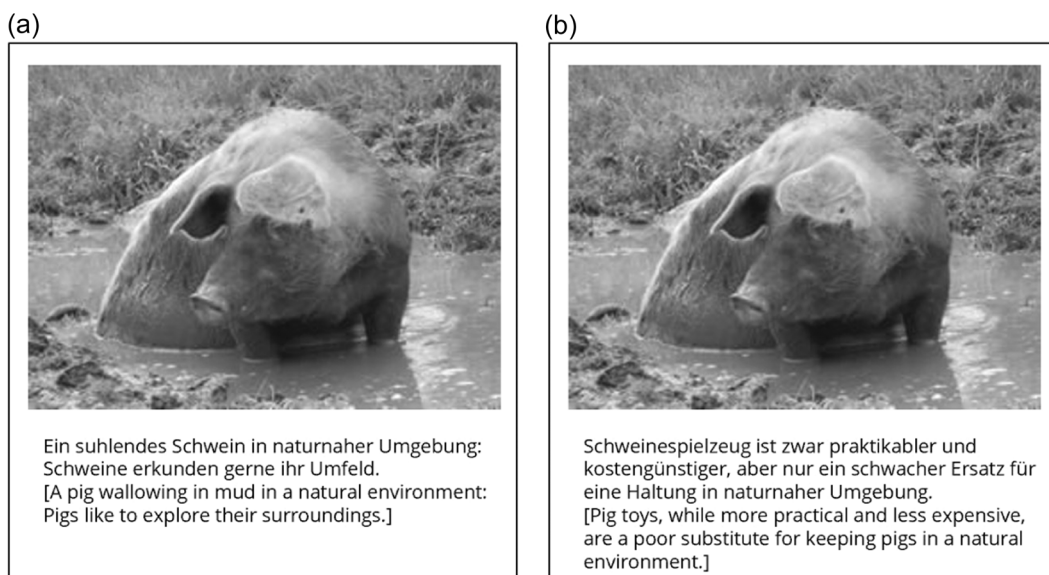 (a)
Ein suhlendes Schwein in naturnaher Umgebung:
Schweine erkunden gerne ihr Umfeld.
[A pig wallowing in mud in a natural environment:
Pigs like to explore their surroundings.]
(b)
Schweinespielzeug ist zwar praktikabler und
kostengünstiger, aber nur ein schwacher Ersatz für
eine Haltung in naturnaher Umgebung.
[Pig toys, while more practical and less expensive,
are a poor substitute for keeping pigs in a natural
environment.]